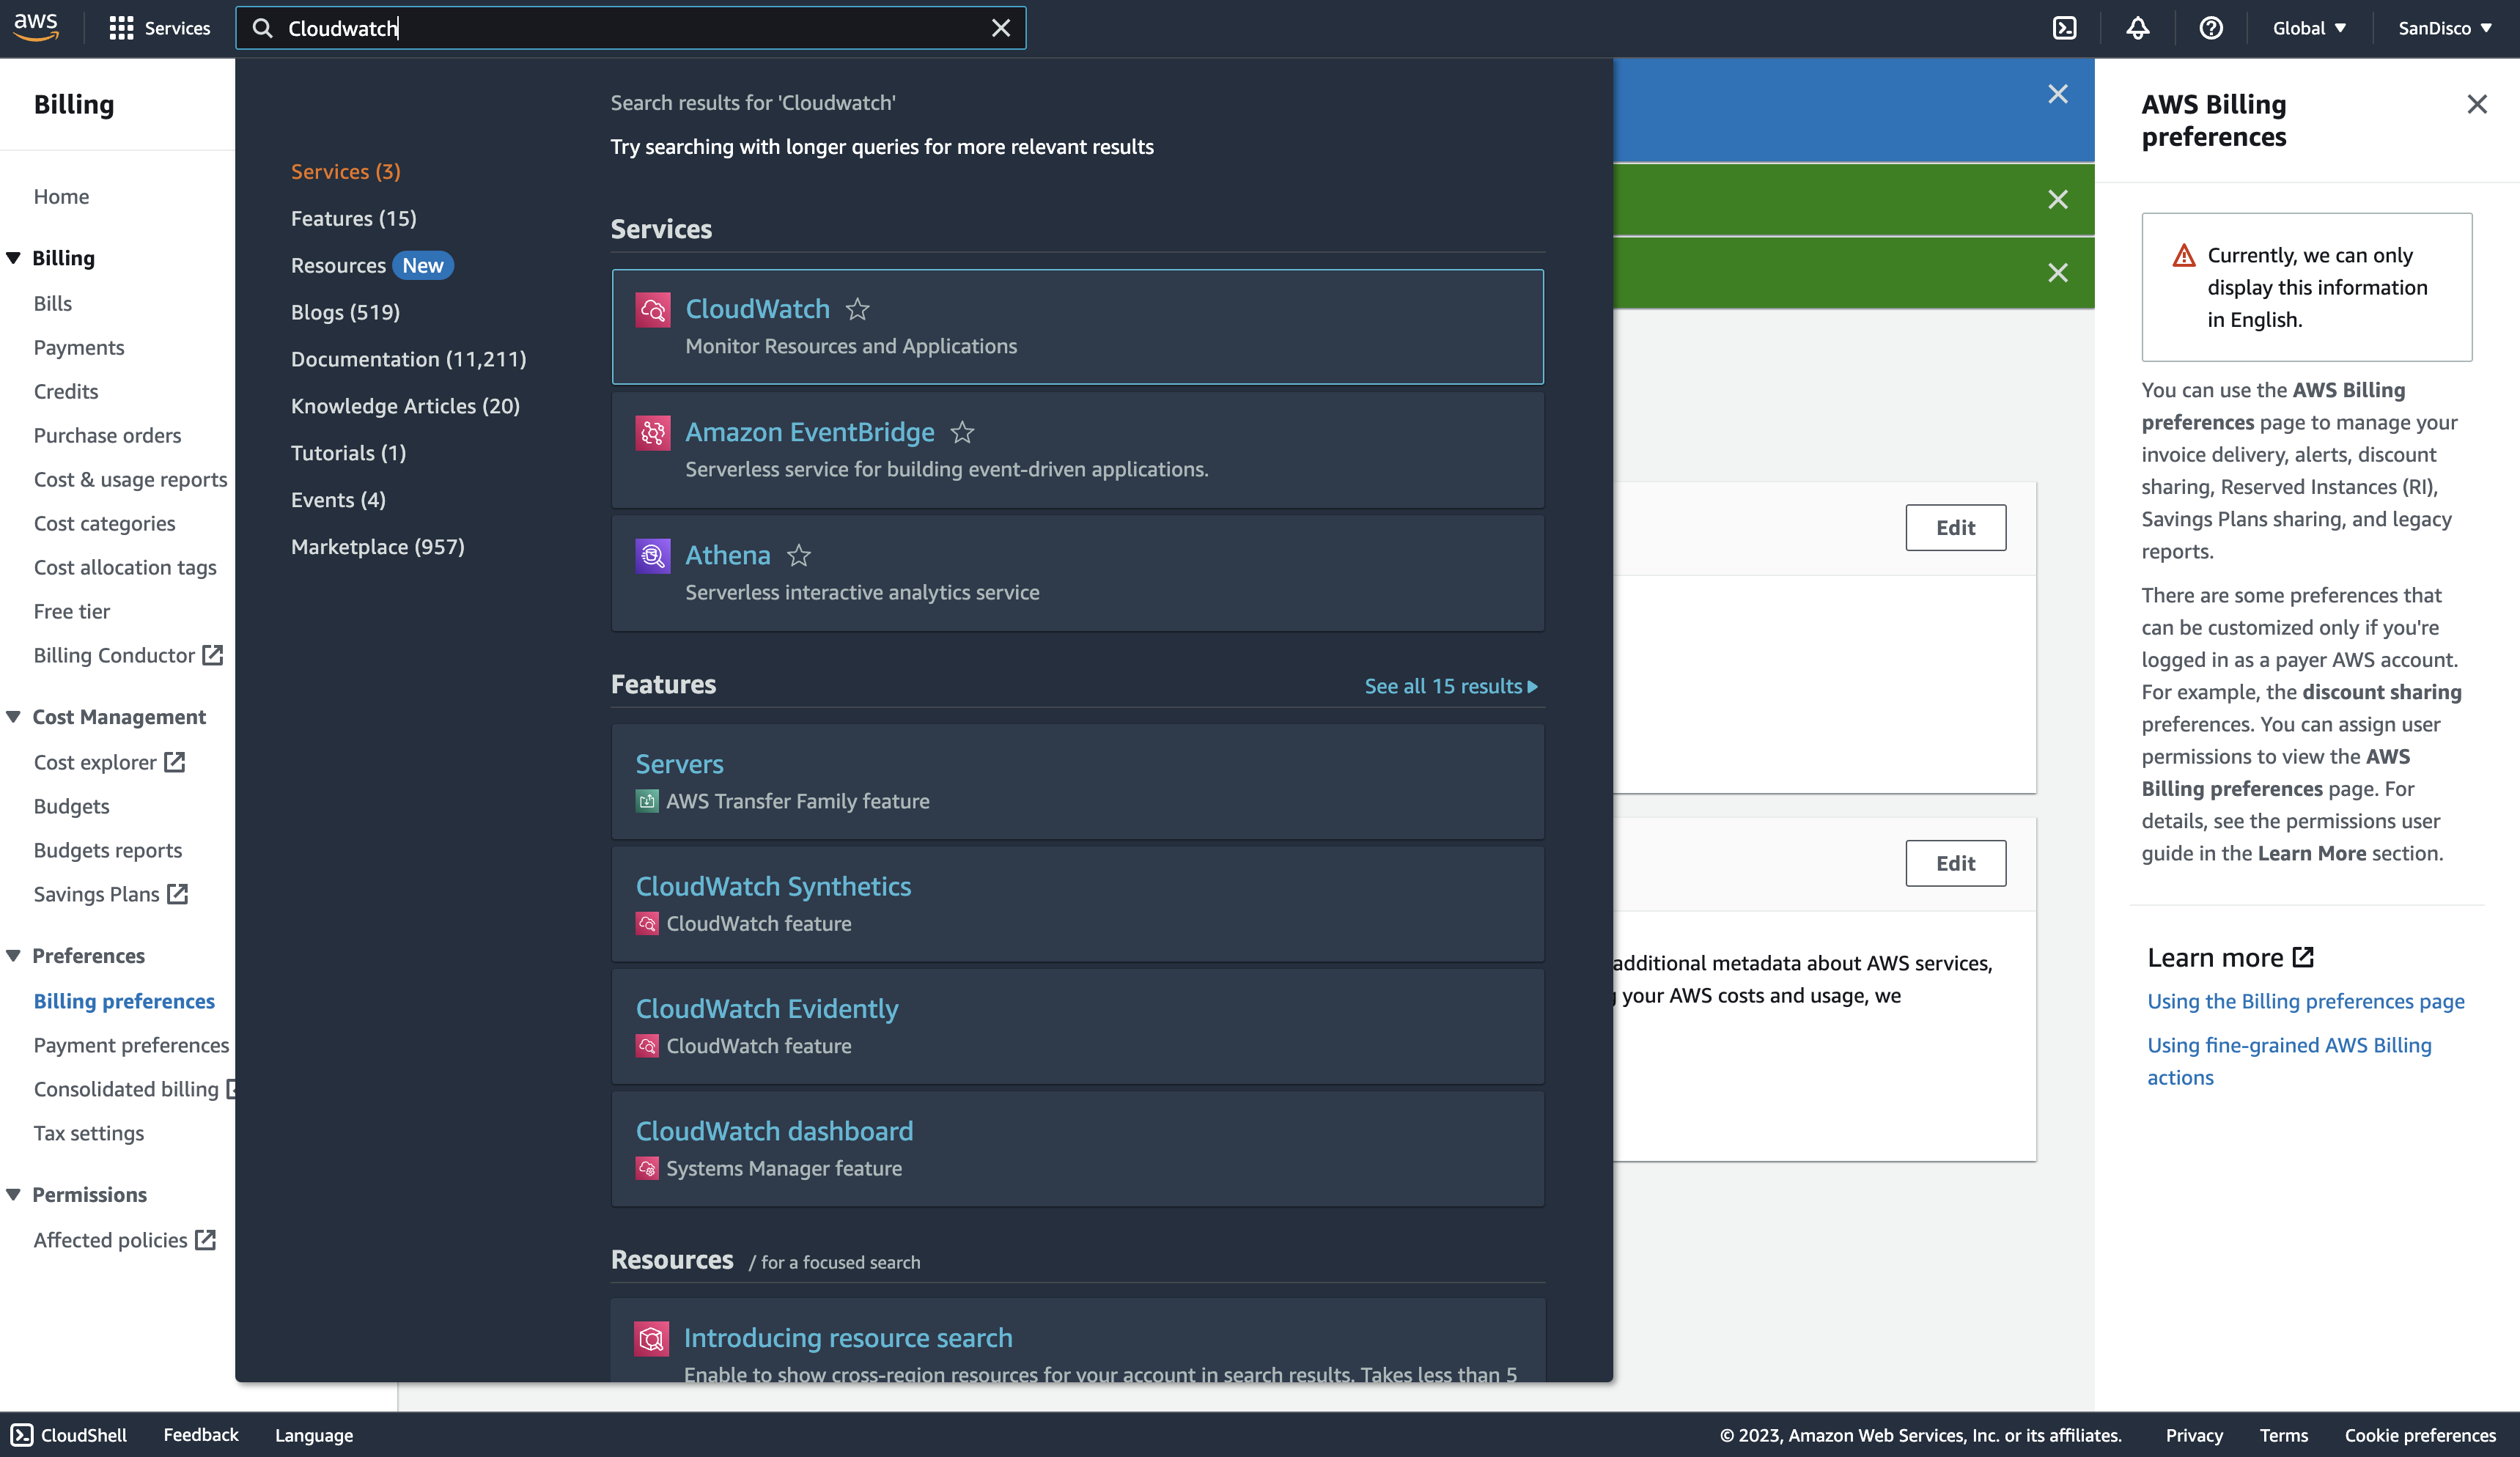 aws
Services
Cloudwatch
Global
SanDisco
Billing
Home
Billing
Bills
Payments
Credits
Purchase orders
Cost & usage reports
Cost categories
Cost allocation tags
Free tier
Billing Conductor
Cost Management
Cost explorer
Budgets
Budgets reports
Savings Plans
Preferences
Billing preferences
Payment preferences
Consolidated billing
Tax settings
Permissions
Affected policies
Services (3)
Features (15)
Resources New
Blogs (519)
Documentation (11,211)
Knowledge Articles (20)
Tutorials (1)
Events (4)
Marketplace (957)
Search results for 'Cloudwatch'
Try searching with longer queries for more relevant results
Services
CloudWatch
Monitor Resources and Applications
Amazon EventBridge
Serverless service for building event-driven applications.
Athena
Serverless interactive analytics service
Features
See all 15 results
Servers
AWS Transfer Family feature
CloudWatch Synthetics
CloudWatch feature
CloudWatch Evidently
CloudWatch feature
CloudWatch dashboard
Systems Manager feature
Resources / for a focused search
Introducing resource search
Enable to show cross-region resources for your account in search results. Takes less than 5
Edit
Edit
additional metadata about AWS services,
your AWS costs and usage, we
AWS Billing
preferences
Currently, we can only
display this information
in English.
You can use the AWS Billing
preferences page to manage your
invoice delivery, alerts, discount
sharing, Reserved Instances (RI),
Savings Plans sharing, and legacy
reports.
There are some preferences that
can be customized only if you're
logged in as a payer AWS account.
For example, the discount sharing
preferences. You can assign user
permissions to view the AWS
Billing preferences page. For
details, see the permissions user
guide in the Learn More section.
Learn more
Using the Billing preferences page
Using fine-grained AWS Billing
actions
CloudShell
Feedback
Language
© 2023, Amazon Web Services, Inc. or its affiliates.
Privacy
Terms
Cookie preferences